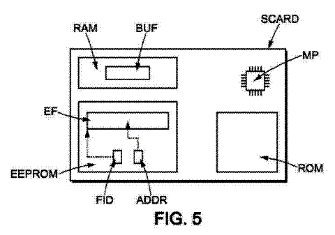 SCARD
RAM BUF
MP
EF
EEPROM
FID ADDR
ROM
FIG. 5